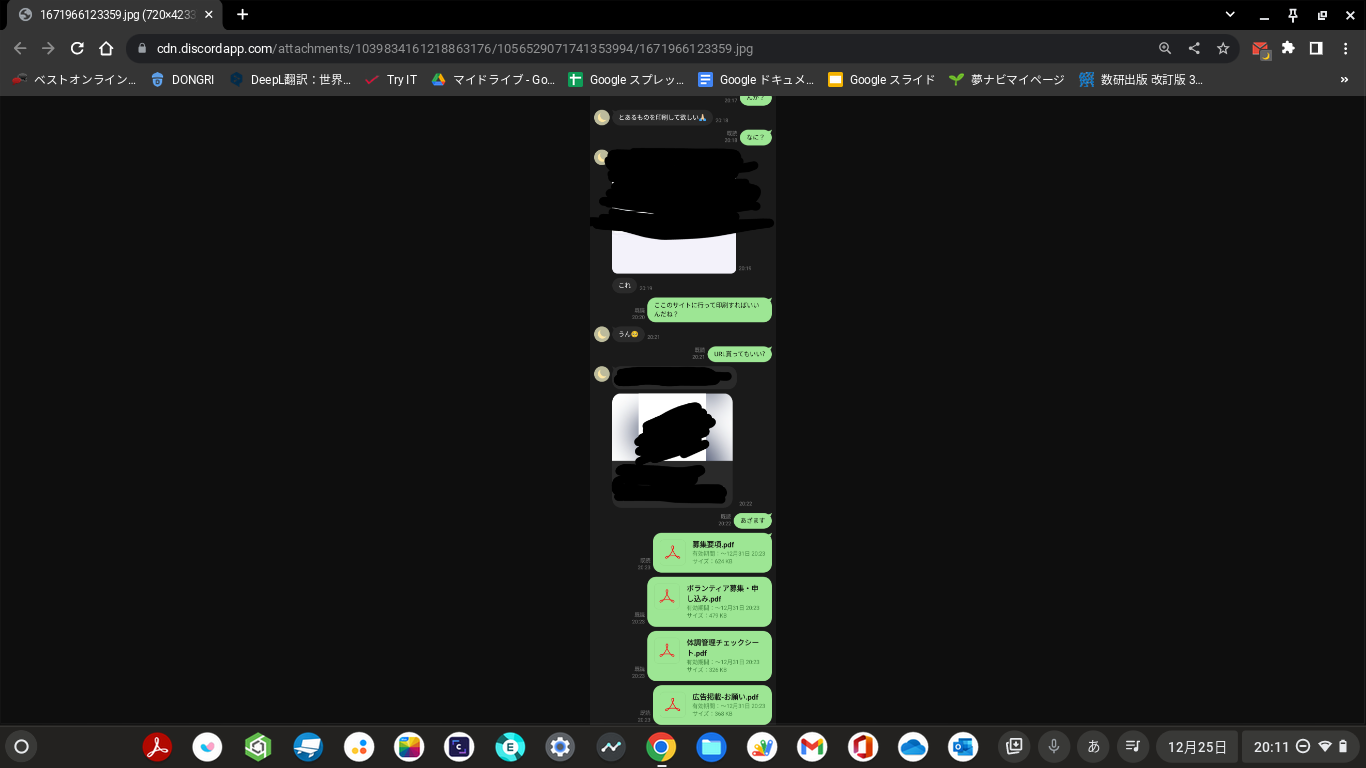 1671966123359.jpg (720×4233
cdn.discordapp.com/attachments/1039834161218863176/1056529071741353994/1671966123359.jpg
ベストオンライン…
DONGRI
DeepL翻訳：世界…
Try IT
マイドライブ - Go…
Google スプレッ…
Google ドキュメ…
Google スライド
夢ナビマイページ
数研出版 改訂版 3…
»
20:17
とあるものを印刷して欲しい🙏
20:18
既読
なに？
20:18
20:19
これ
20:19
ここのサイトに行って印刷すればいい
んだね？
既読
20:20
うん🥺
20:21
既読
URL貰ってもいい?
20:21
20:22
既読
あざます
20:22
募集要項.pdf
有効期間：〜12月31日 20:23
サイズ：624 KB
既読
20:23
ボランティア募集・申
し込み.pdf
有効期間：〜12月31日 20:23
サイズ：479 KB
既読
20:23
体調管理チェックシー
ト.pdf
有効期間：〜12月31日 20:23
サイズ：325 KB
既読
20:23
広告掲載-お願い.pdf
有効期間：〜12月31日 20:23
サイズ：368 KB
既読
20:23
あ
12月25日
20:11